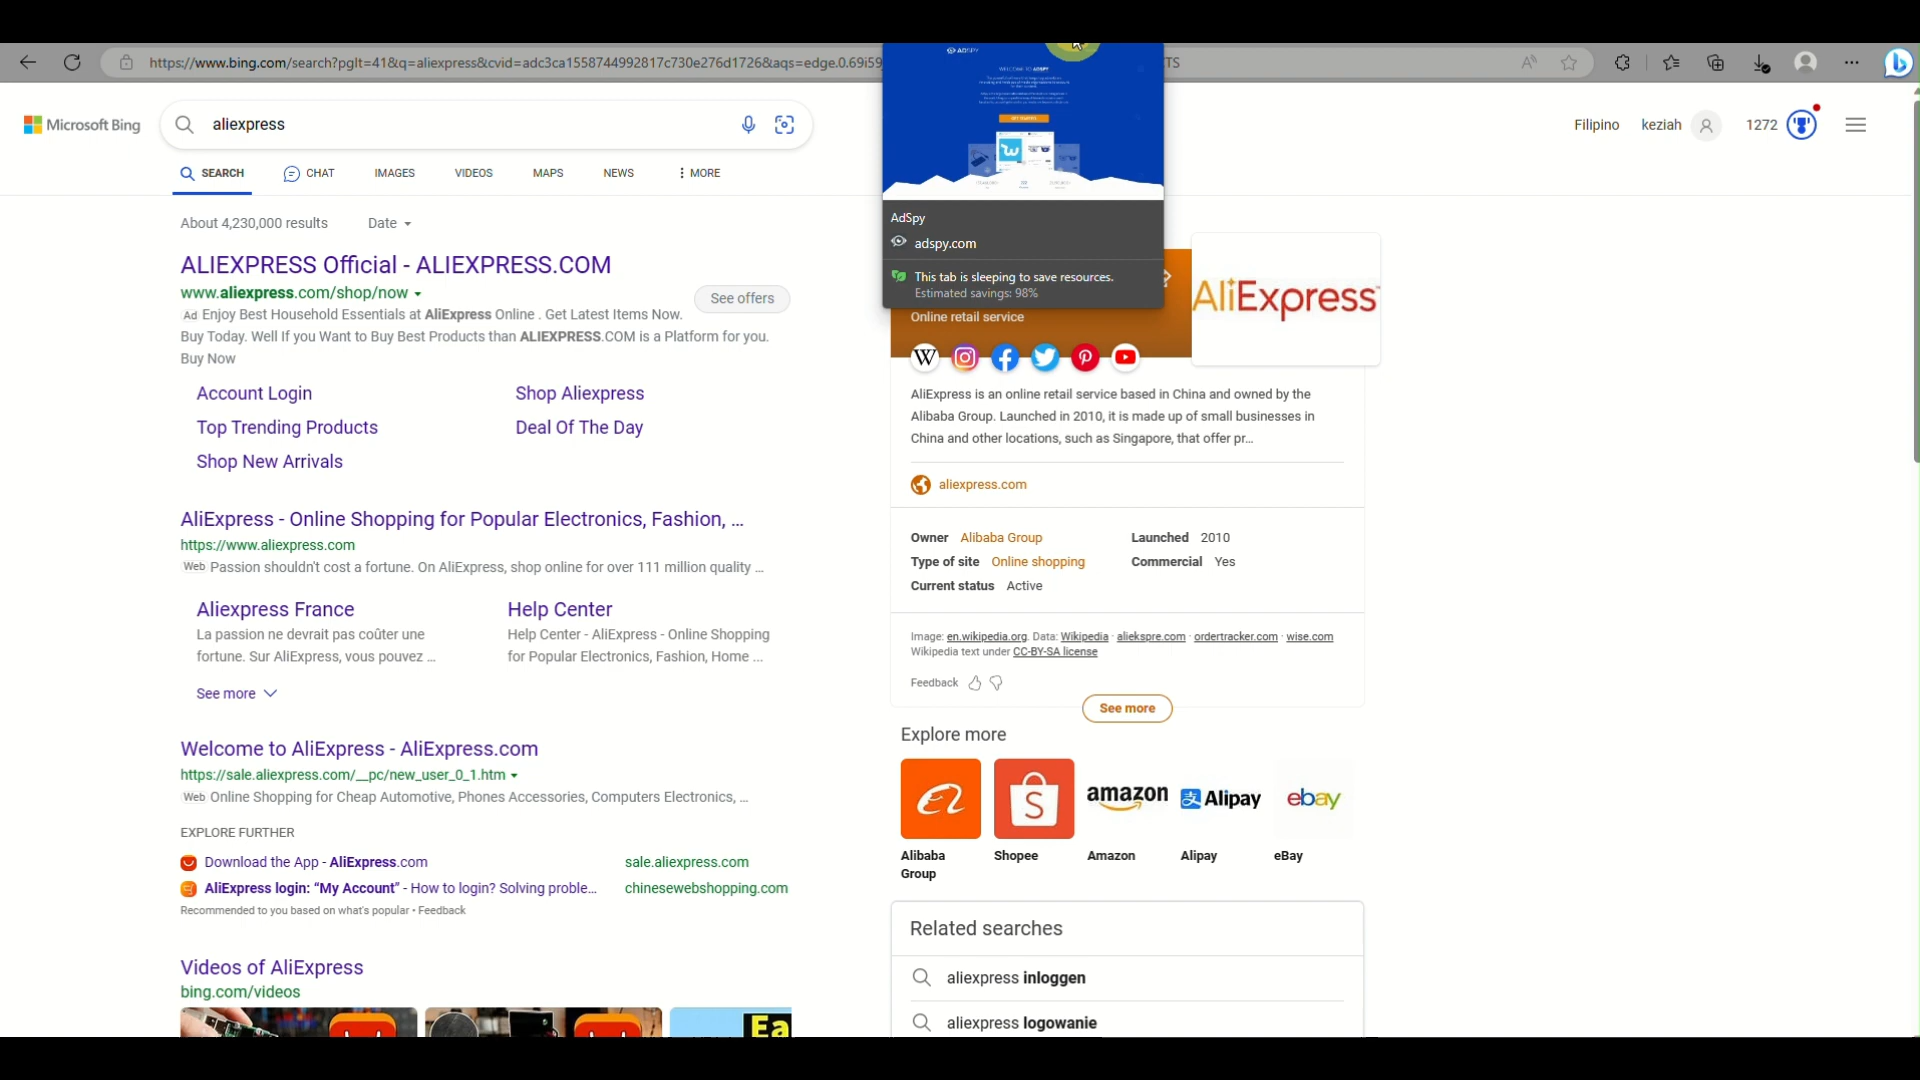 https://www.bing.com/search?pglt=41&q=aliexpress&cvid=adc3ca1558744992817c730e276d1726&aqs=edge.0.69i59
TS
ADSPY
WELCOME TO ADSPY
AdSpy
adspy.com
This tab is sleeping to save resources.
Estimated savings: 98%
Microsoft Bing
aliexpress
Filipino
keziah
1272
SEARCH
CHAT
IMAGES
VIDEOS
MAPS
NEWS
MORE
About 4,230,000 results
Date
ALIEXPRESS Official - ALIEXPRESS.COM
www.aliexpress.com/shop/now
See offers
Ad Enjoy Best Household Essentials at AliExpress Online . Get Latest Items Now.
Buy Today. Well If you Want to Buy Best Products than ALIEXPRESS.COM is a Platform for you.
Buy Now
Account Login
Shop Aliexpress
Top Trending Products
Deal Of The Day
Shop New Arrivals
AliExpress - Online Shopping for Popular Electronics, Fashion, ...
https://www.aliexpress.com
Web Passion shouldn't cost a fortune. On AliExpress, shop online for over 111 million quality ...
Aliexpress France
La passion ne devrait pas coûter une
fortune. Sur AliExpress, vous pouvez ...
Help Center
Help Center - AliExpress - Online Shopping
for Popular Electronics, Fashion, Home ...
See more
Welcome to AliExpress - AliExpress.com
https://sale.aliexpress.com/__pc/new_user_0_1.htm
Web Online Shopping for Cheap Automotive, Phones Accessories, Computers Electronics, ...
EXPLORE FURTHER
Download the App - AliExpress.com
sale.aliexpress.com
AliExpress login: “My Account” - How to login? Solving proble...
chinesewebshopping.com
Recommended to you based on what's popular • Feedback
Videos of AliExpress
bing.com/videos
Ea
Online retail service
AliExpress
AliExpress is an online retail service based in China and owned by the
Alibaba Group. Launched in 2010, it is made up of small businesses in
China and other locations, such as Singapore, that offer pr...
aliexpress.com
Owner Alibaba Group
Launched 2010
Type of site Online shopping
Commercial Yes
Current status Active
Image: en.wikipedia.org. Data: Wikipedia · aliekspre.com · ordertracker.com · wise.com
Wikipedia text under CC-BY-SA license
Feedback
See more
Explore more
amazon
Alipay
ebay
Alibaba
Group
Shopee
Amazon
Alipay
eBay
Related searches
aliexpress inloggen
aliexpress logowanie